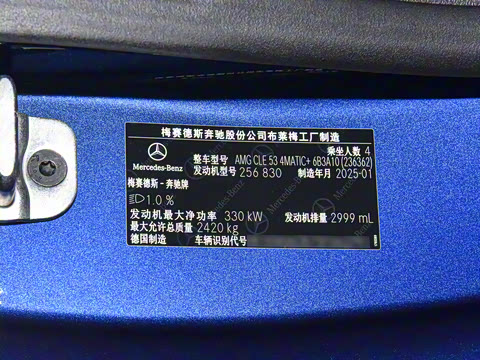 梅赛德斯奔驰股份公司布莱梅工厂制造
乘坐人数 4
Mercedes-Benz
整车型号 AMG CLE 53 4MATIC+ 6B3A10 (236362)
发动机型号 256 830 制造年月 2025-01
梅赛德斯-奔驰牌
1.0 %
发动机最大净功率 330 kW 发动机排量 2999 mL
最大允许总质量 2420 kg
德国制造 车辆识别代号